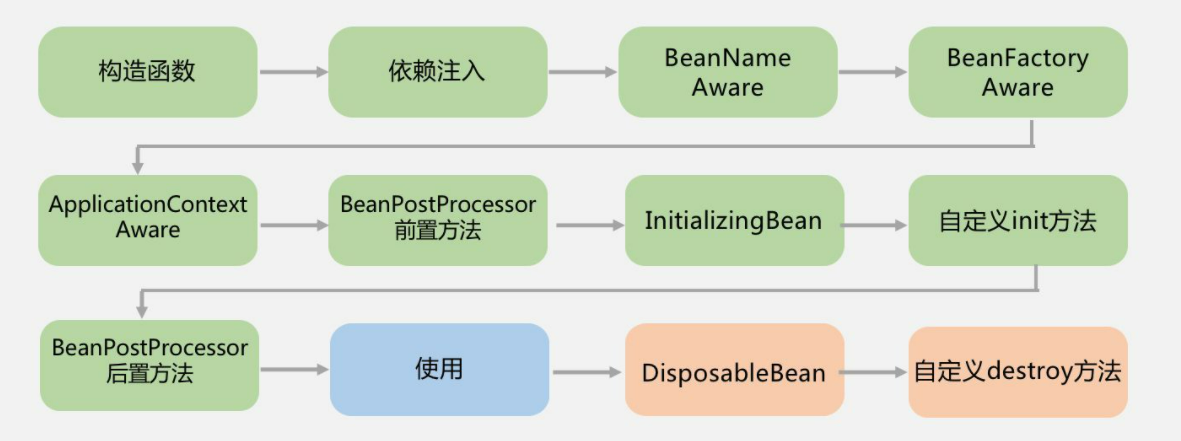 构造函数
依赖注入
BeanName
Aware
BeanFactory
Aware
ApplicationContext
Aware
BeanPostProcessor
前置方法
InitializingBean
自定义init方法
BeanPostProcessor
后置方法
使用
DisposableBean
自定义destroy方法